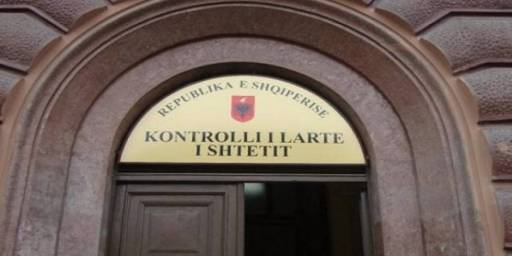 REPUBLIKA E SHQIPERISE
KONTROLLI I LARTE
I SHTETIT